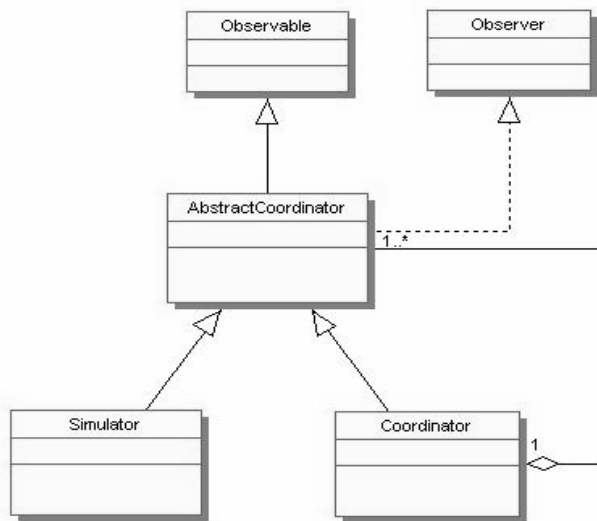 Observable
Observer
AbstractCoordinator
1..*
Simulator
Coordinator
1